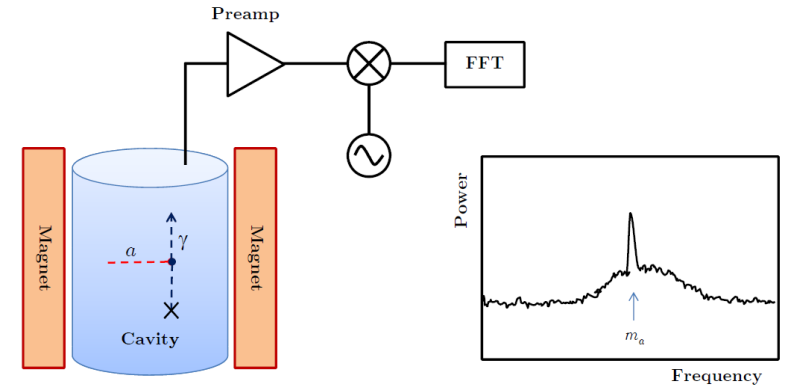 Preamp
FFT
Magnet
a
γ
Magnet
Cavity
Power
m_a
Frequency